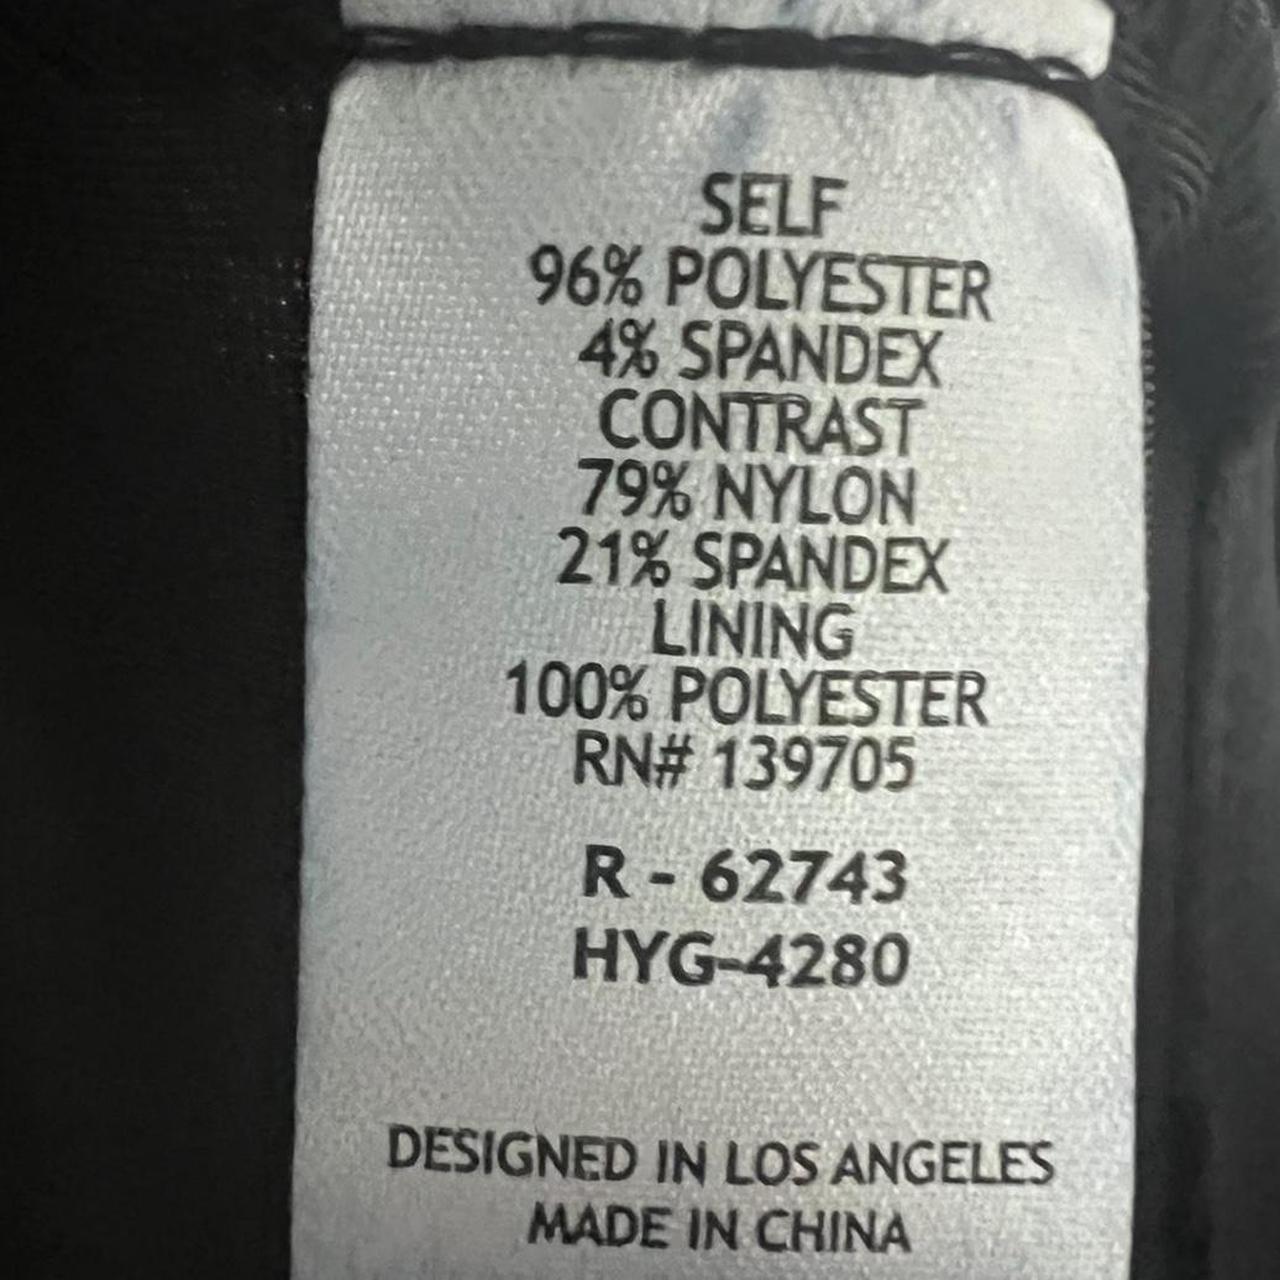 SELF
96% POLYESTER
4% SPANDEX
CONTRAST
79% NYLON
21% SPANDEX
LINING
100% POLYESTER
RN# 139705
R - 62743
HYG-4280
DESIGNED IN LOS ANGELES
MADE IN CHINA